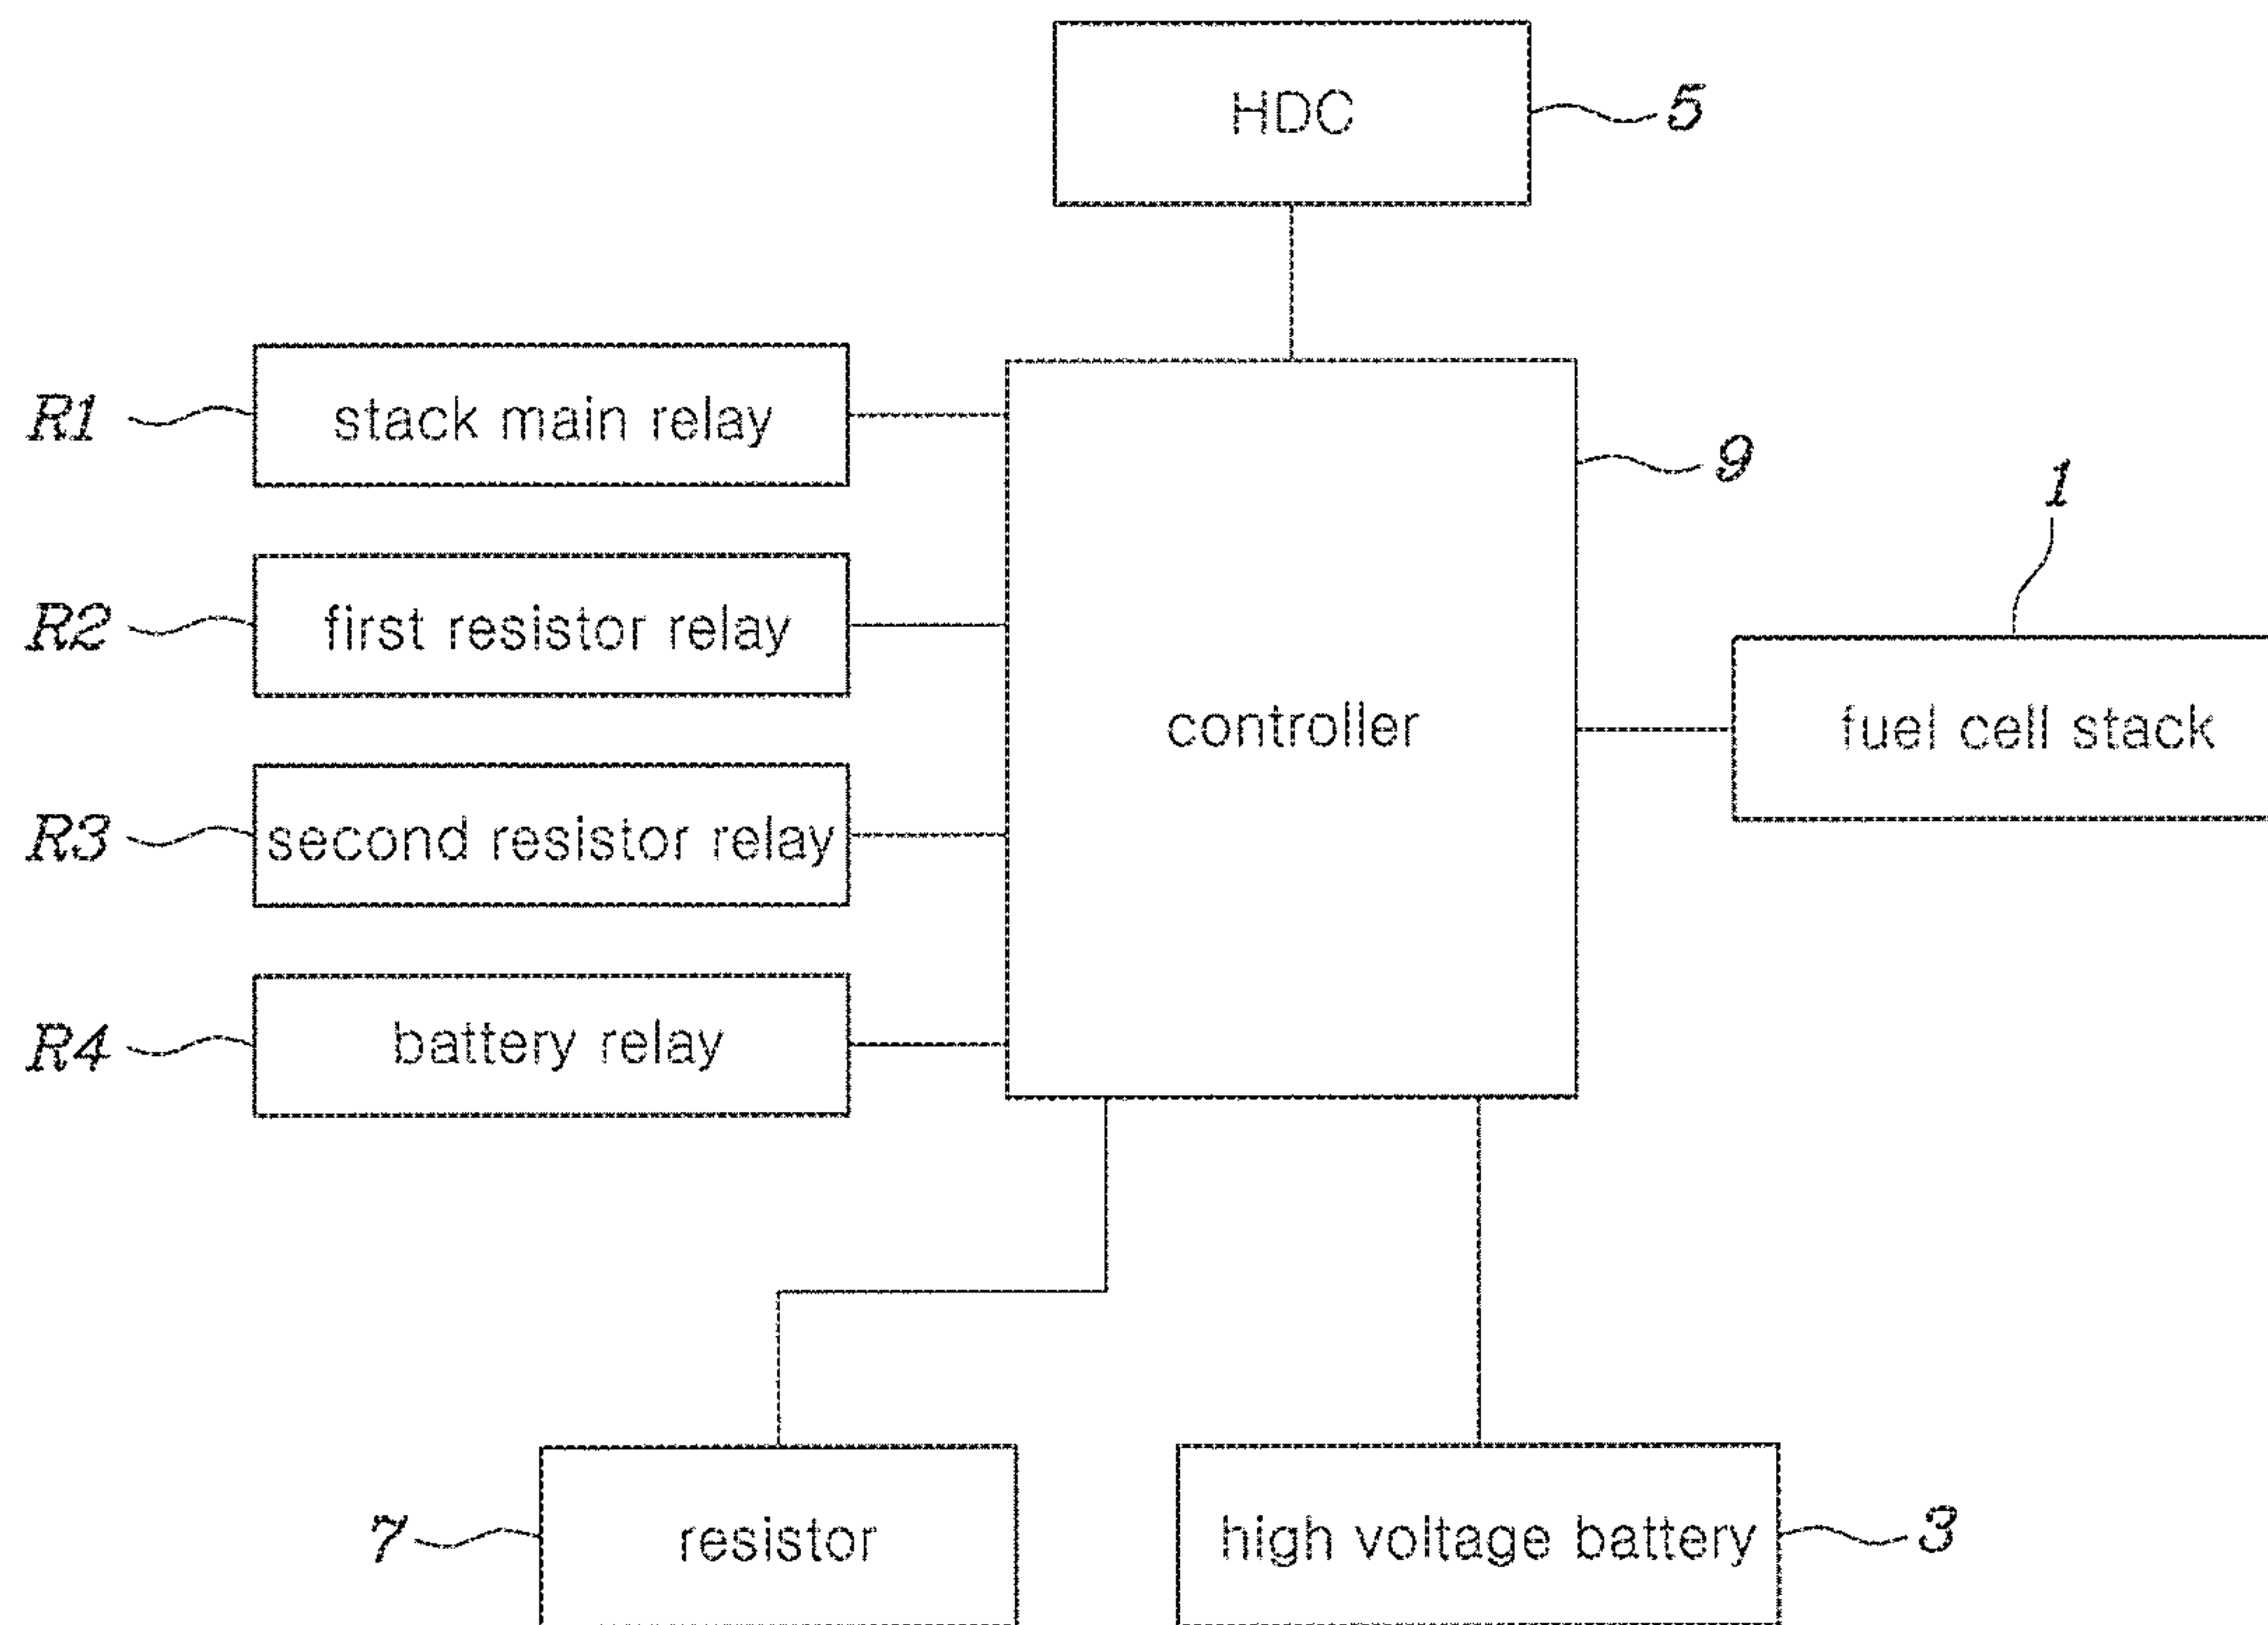 HDC
5
R1
stack main relay
9
1
R2
first resistor relay
controller
fuel cell stack
R3
second resistor relay
R4
battery relay
7
resistor
high voltage battery
3